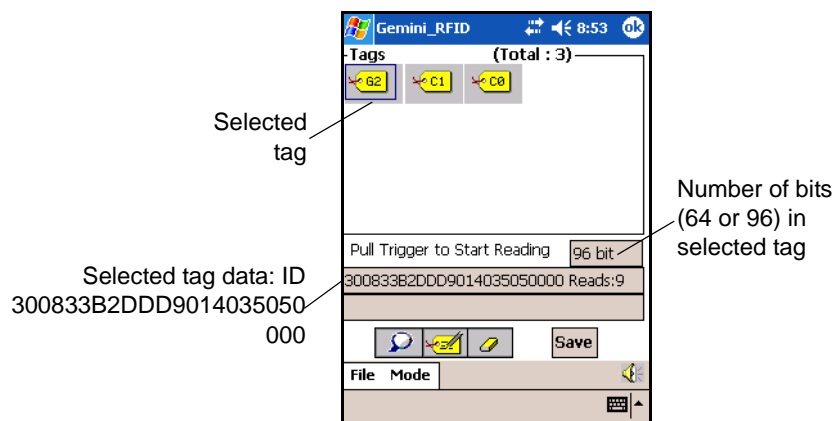 Gemini_RFID 8:53 ok
Tags (Total : 3)
G2 C1 C0
Selected
tag
Number of bits
(64 or 96) in
selected tag
Pull Trigger to Start Reading 96 bit
Selected tag data: ID
300833B2DDD9014035050
000
300833B2DDD9014035050000 Reads:9
Save
File Mode